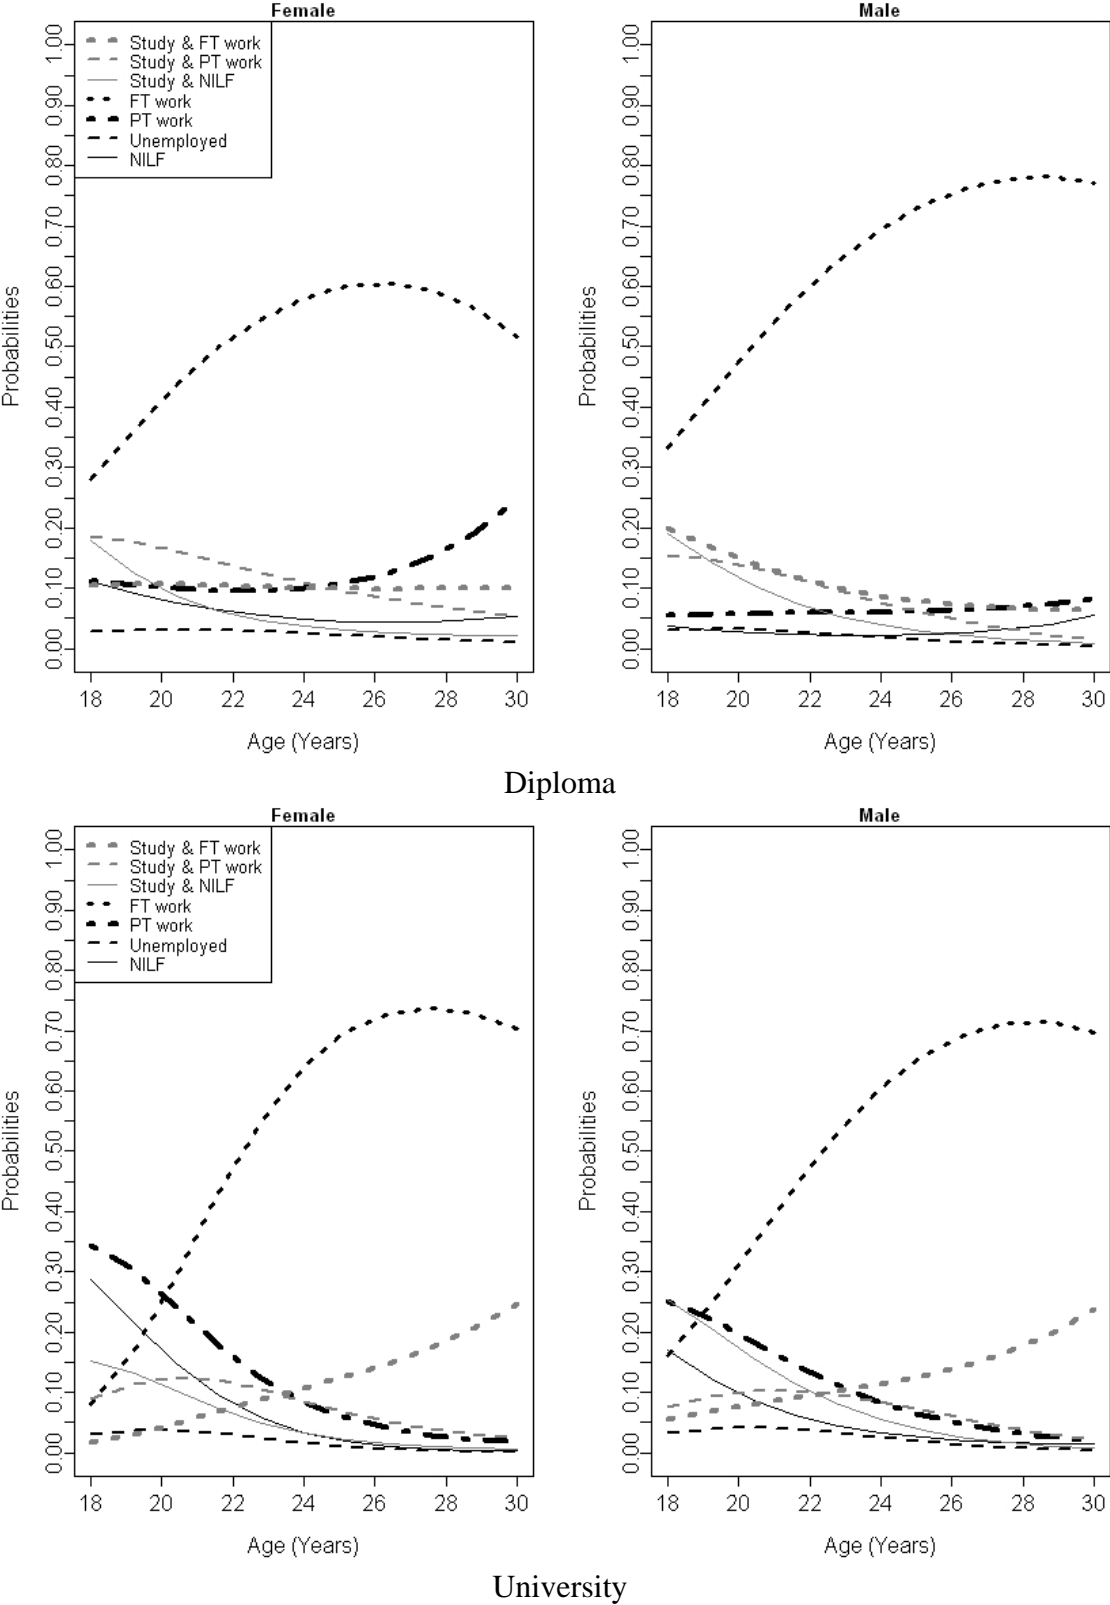 Female
Male
Study & FT work
Study & PT work
Study & NILF
FT work
PT work
Unemployed
NILF
Probabilities
0.00 0.10 0.20 0.30 0.40 0.50 0.60 0.70 0.80 0.90 1.00
18 20 22 24 26 28 30
Age (Years)
Probabilities
0.00 0.10 0.20 0.30 0.40 0.50 0.60 0.70 0.80 0.90 1.00
18 20 22 24 26 28 30
Age (Years)
Diploma
Female
Male
Study & FT work
Study & PT work
Study & NILF
FT work
PT work
Unemployed
NILF
Probabilities
0.00 0.10 0.20 0.30 0.40 0.50 0.60 0.70 0.80 0.90 1.00
18 20 22 24 26 28 30
Age (Years)
Probabilities
0.00 0.10 0.20 0.30 0.40 0.50 0.60 0.70 0.80 0.90 1.00
18 20 22 24 26 28 30
Age (Years)
University